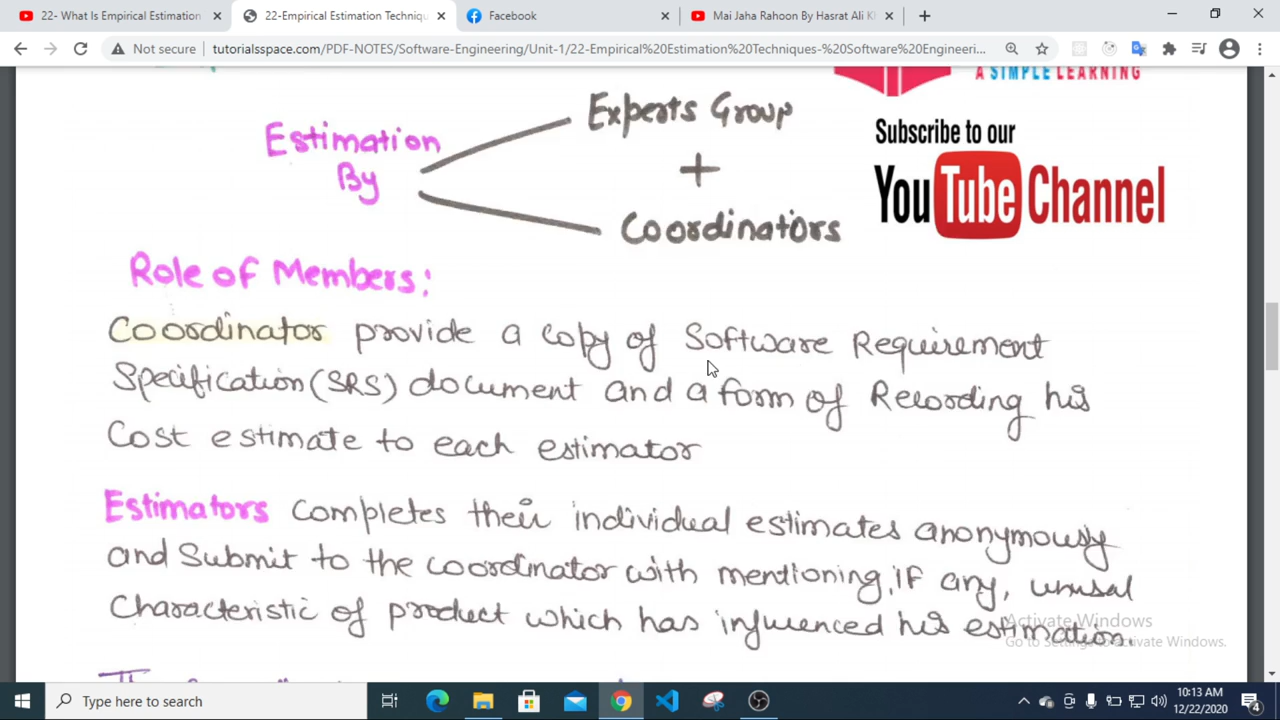 22- What Is Empirical Estimation
22-Empirical Estimation Techniqu
Facebook
Mai Jaha Rahoon By Hasrat Ali Kh
Not secure
tutorialsspace.com/PDF-NOTES/Software-Engineering/Unit-1/22-Empirical%20Estimation%20Techniques-%20Software%20Engineeri...
A SIMPLE LEARNING
Experts Group
Estimation
By
+
Coordinators
Subscribe to our
YouTube Channel
Role of Members:
Coordinator provide a copy of Software Requirement
Specification (SRS) document and a form of Recording his
Cost estimate to each estimator
Estimators completes their individual estimates anonymously
and Submit to the coordinator with mentioning, if any, unusal
Characteristic of product which has influenced his estimation.
Activate Windows
Go to Settings to activate Windows.
Type here to search
10:13 AM
12/22/2020
4